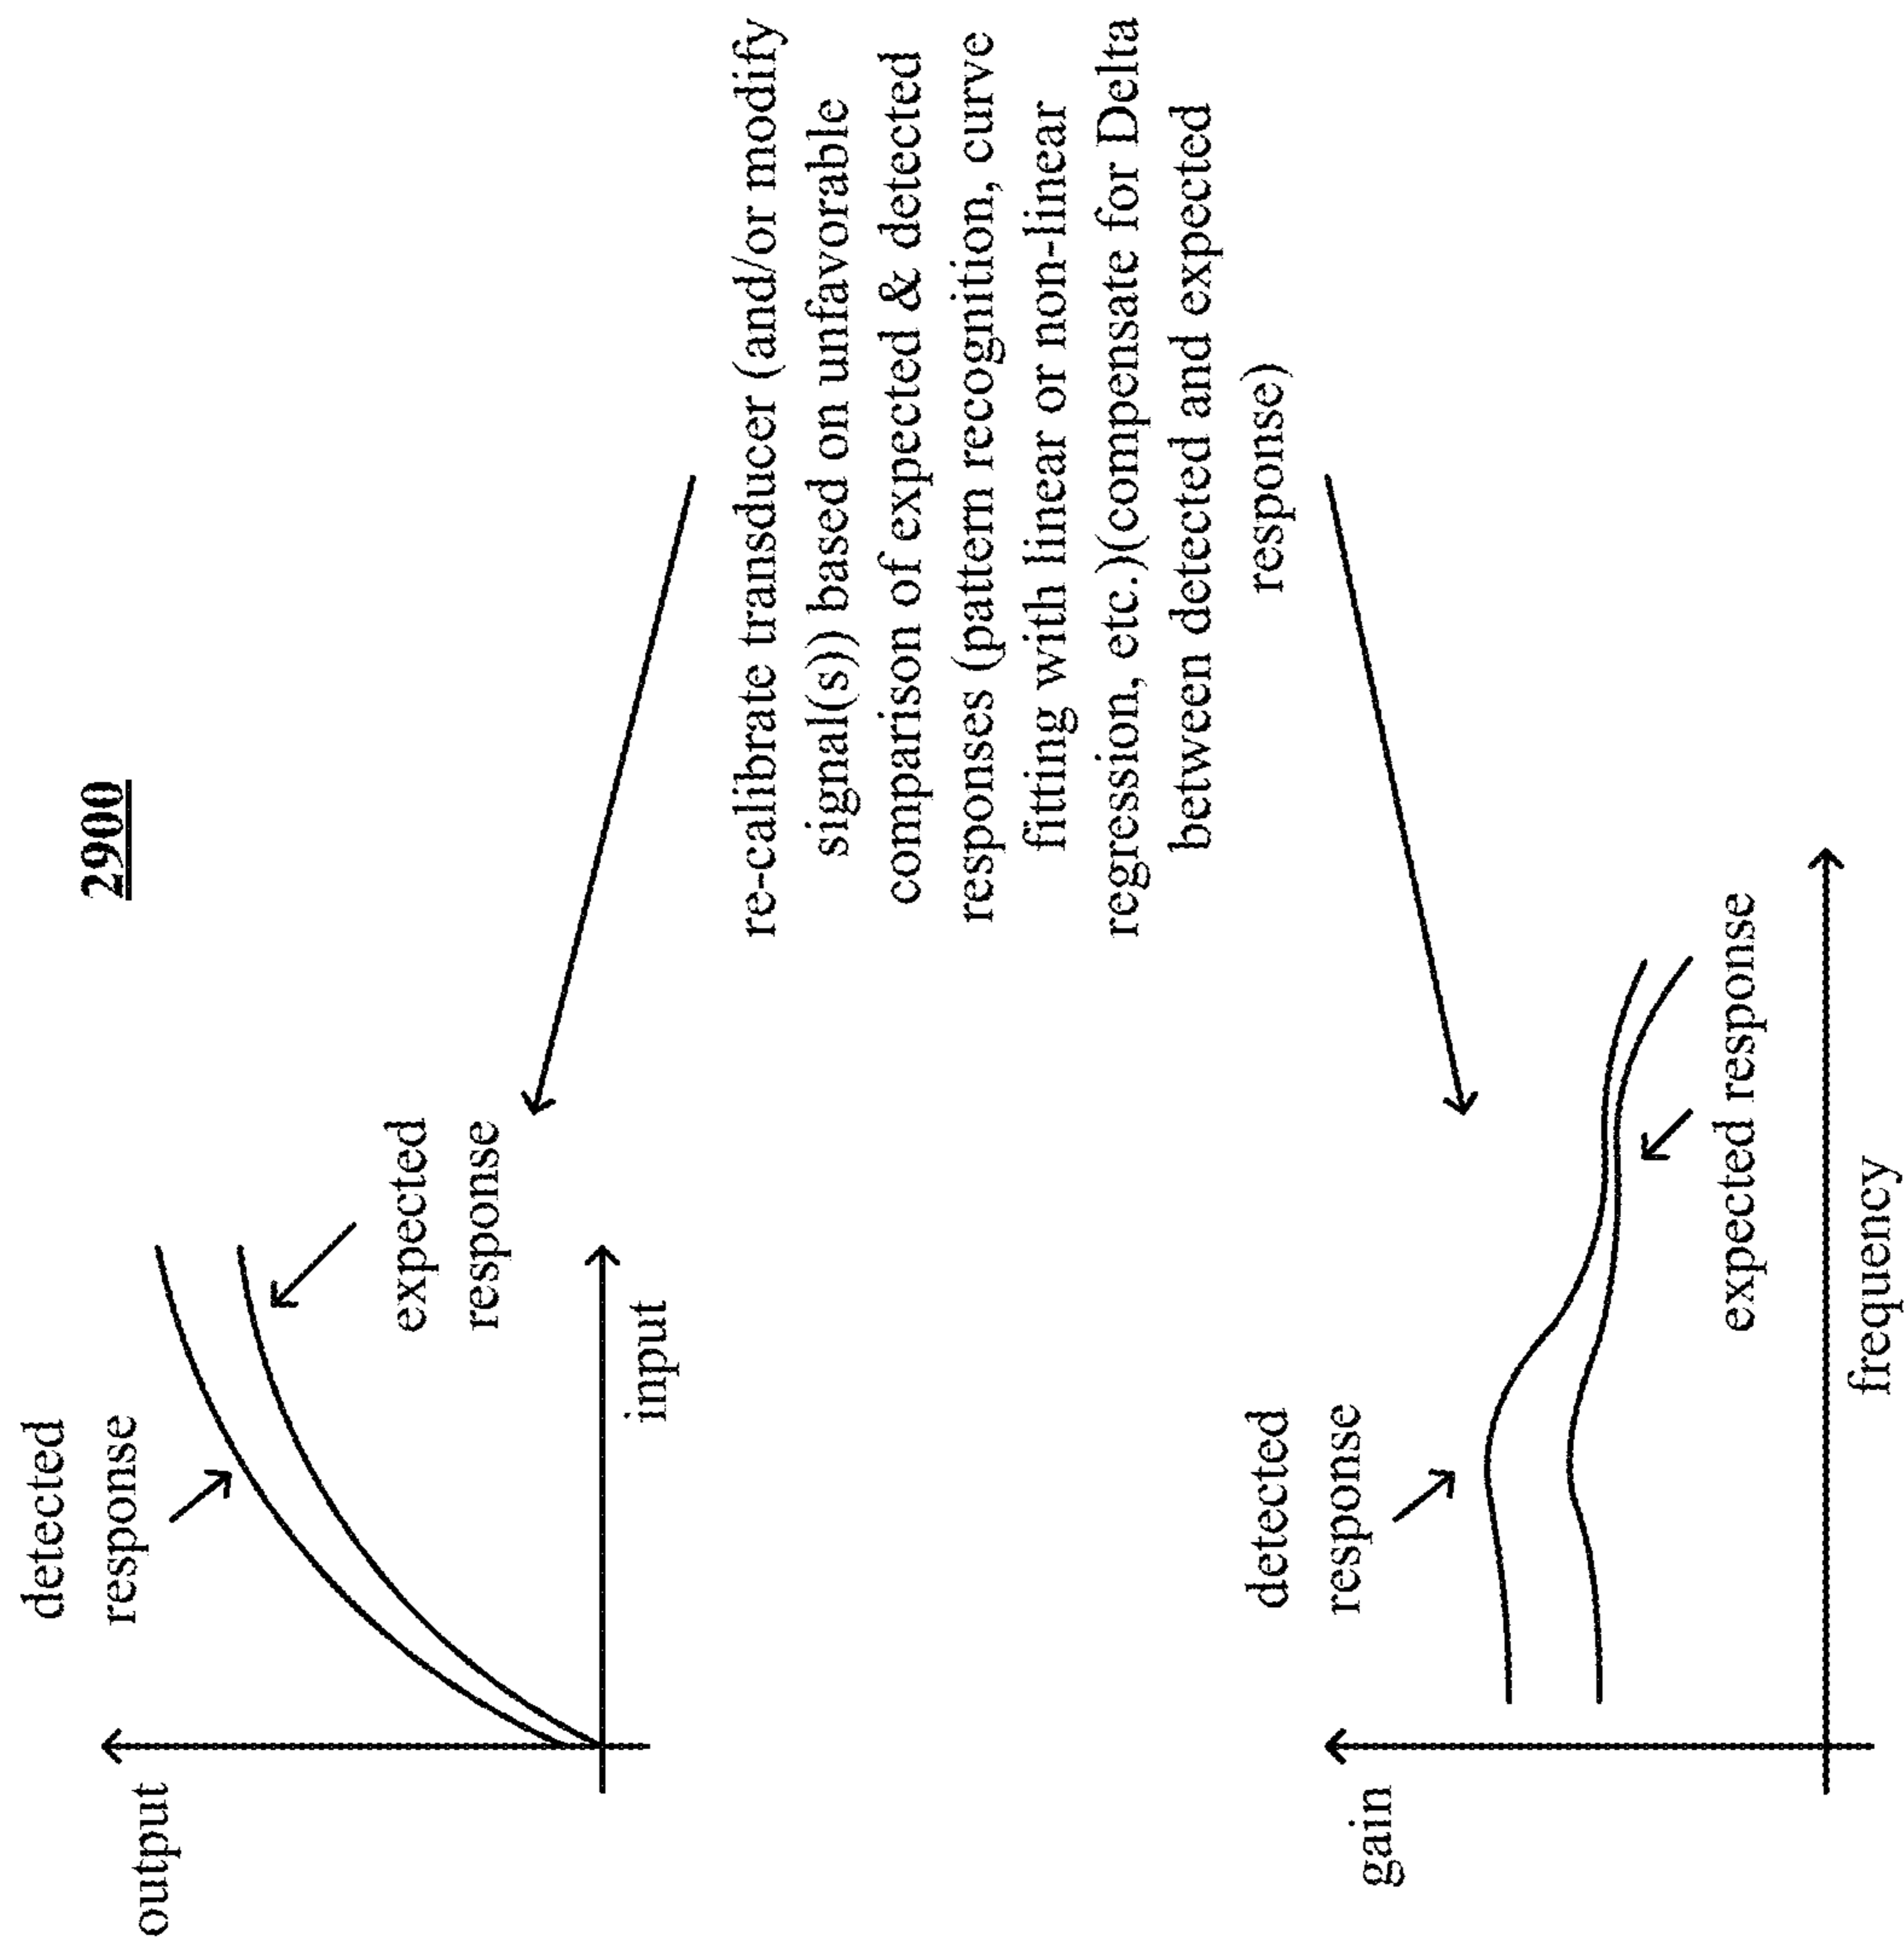 2900
output
detected
response
expected
response
input
re-calibrate transducer (and/or modify
signal(s)) based on unfavorable
comparison of expected & detected
responses (pattern recognition, curve
fitting with linear or non-linear
regression, etc.)(compensate for Delta
between detected and expected
response)
gain
detected
response
expected response
frequency